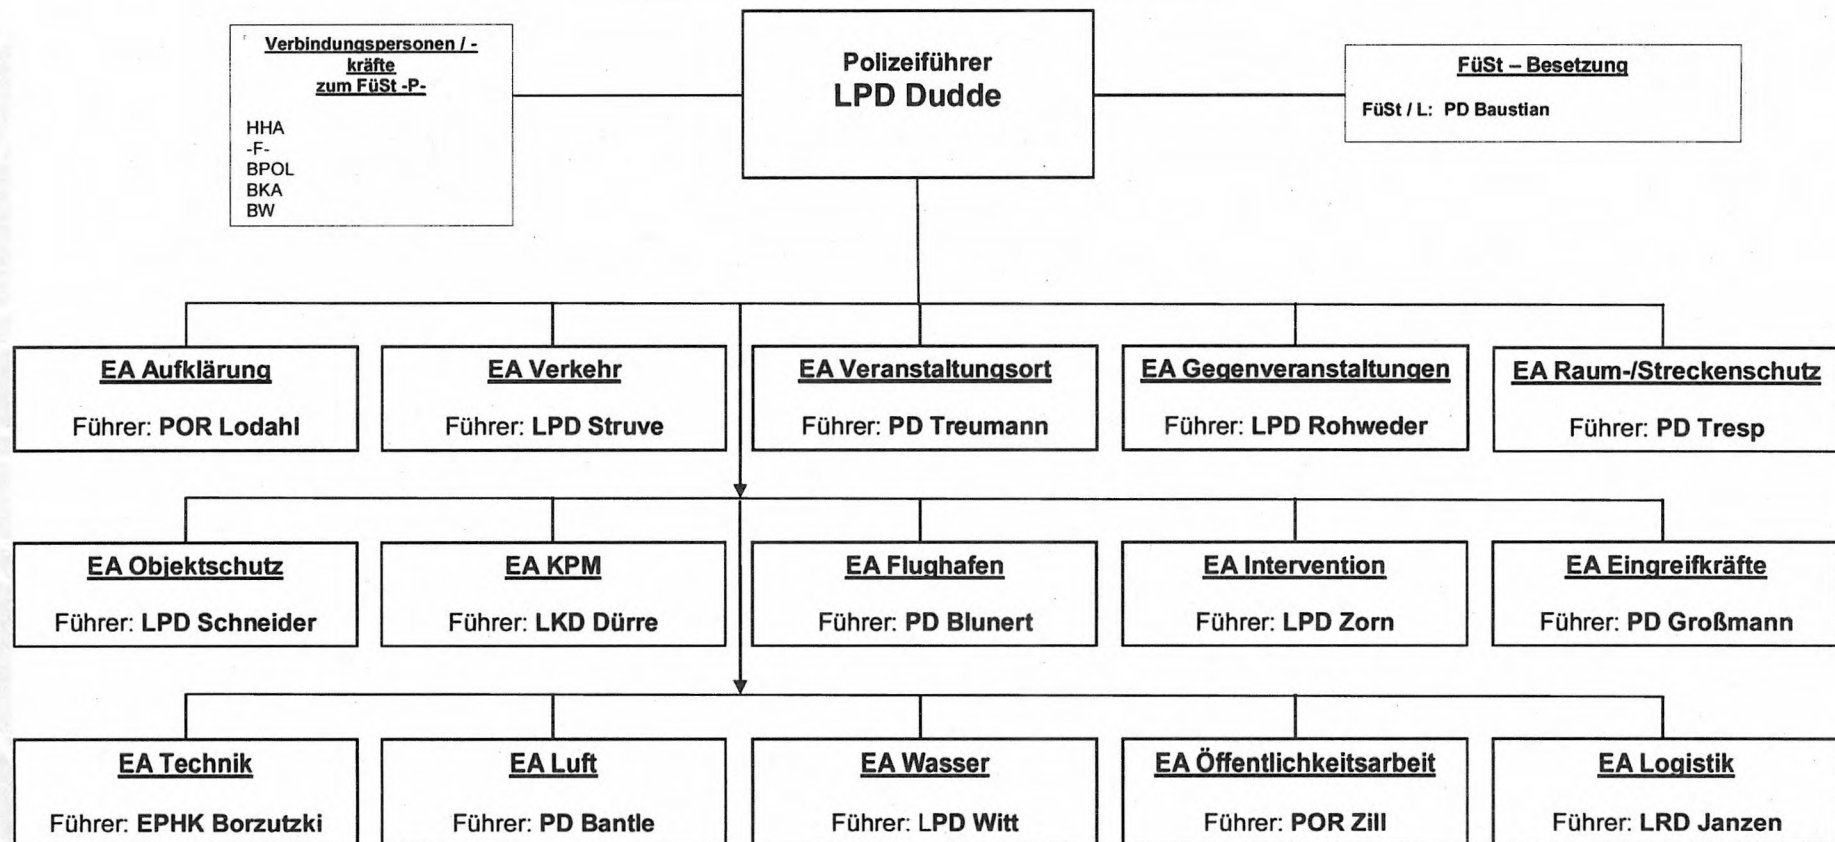 Verbindungspersonen / -
kräfte
zum FüSt -P-
HHA
-F-
BPOL
BKA
BW
Polizeiführer
LPD Dudde
FüSt – Besetzung
FüSt / L: PD Baustian
EA Aufklärung
Führer: POR Lodahl
EA Verkehr
Führer: LPD Struve
EA Veranstaltungsort
Führer: PD Treumann
EA Gegenveranstaltungen
Führer: LPD Rohweder
EA Raum-/Streckenschutz
Führer: PD Tresp
EA Objektschutz
Führer: LPD Schneider
EA KPM
Führer: LKD Dürre
EA Flughafen
Führer: PD Blunert
EA Intervention
Führer: LPD Zorn
EA Eingreifkräfte
Führer: PD Großmann
EA Technik
Führer: EPHK Borzutzki
EA Luft
Führer: PD Bantle
EA Wasser
Führer: LPD Witt
EA Öffentlichkeitsarbeit
Führer: POR Zill
EA Logistik
Führer: LRD Janzen